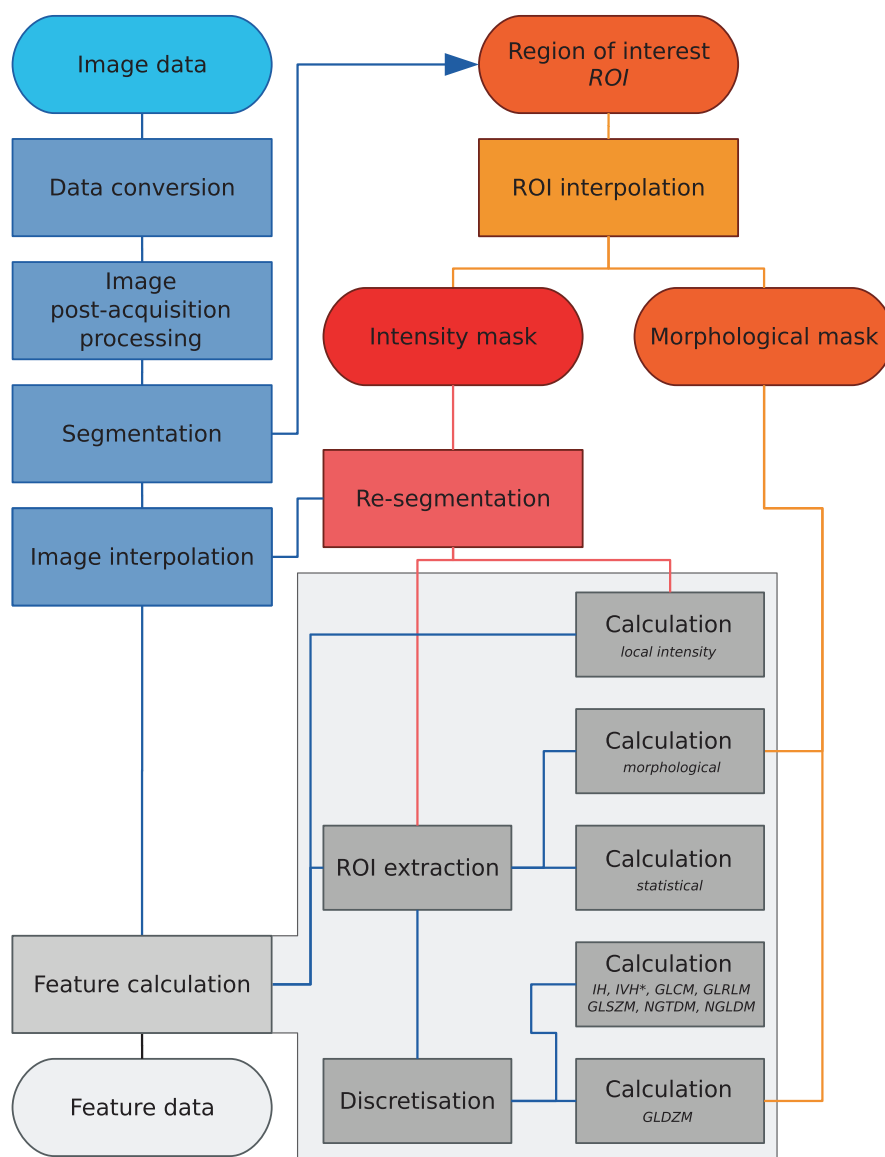 Image data
Region of interest
ROI
Data conversion
ROI interpolation
Image
post-acquisition
processing
Intensity mask
Morphological mask
Segmentation
Re-segmentation
Image interpolation
Calculation
local intensity
Calculation
morphological
ROI extraction
Calculation
statistical
Feature calculation
Calculation
IH, IVH*, GLCM, GLRLM
GLSZM, NGTDM, NGLDM
Feature data
Discretisation
Calculation
GLDZM